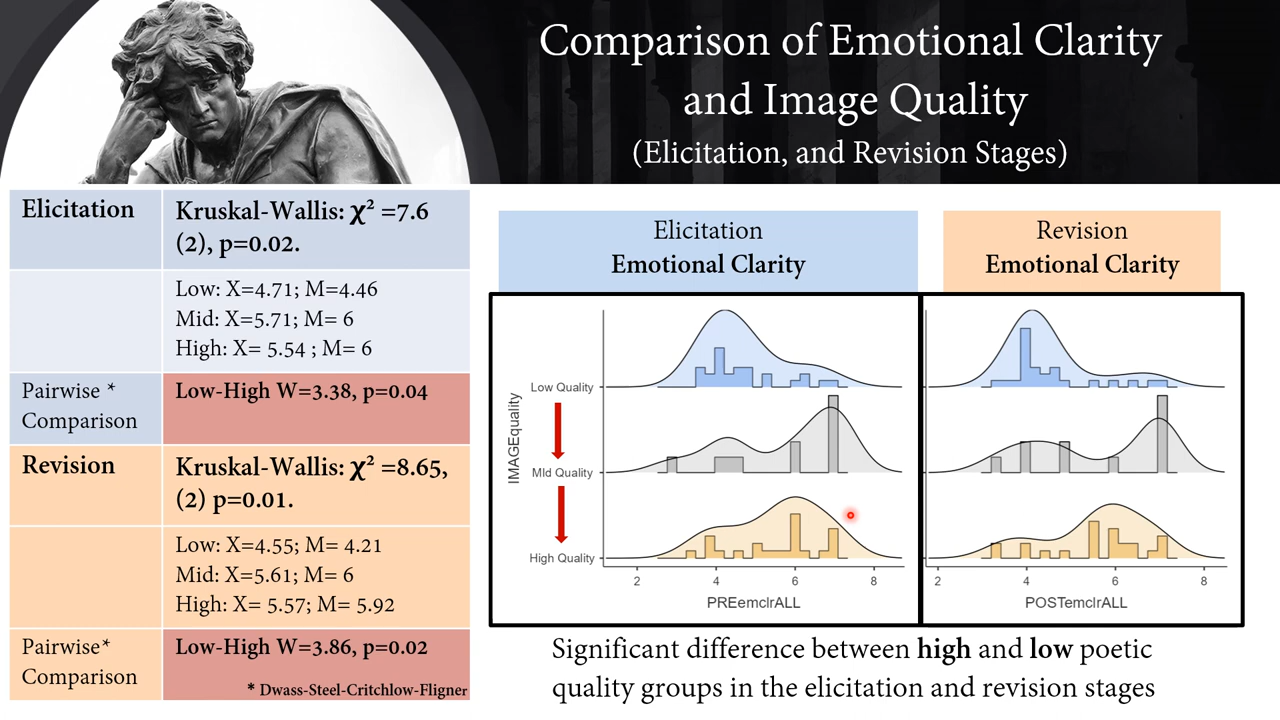 Comparison of Emotional Clarity
and Image Quality
(Elicitation, and Revision Stages)
Elicitation
Kruskal-Wallis: χ² =7.6
(2), p=0.02.
Low: X=4.71; M=4.46
Mid: X=5.71; M= 6
High: X= 5.54 ; M= 6
Pairwise *
Comparison
Low-High W=3.38, p=0.04
Revision
Kruskal-Wallis: χ² =8.65,
(2) p=0.01.
Low: X=4.55; M= 4.21
Mid: X=5.61; M= 6
High: X= 5.57; M= 5.92
Pairwise*
Comparison
Low-High W=3.86, p=0.02
* Dwass-Steel-Critchlow-Fligner
Elicitation
Emotional Clarity
Revision
Emotional Clarity
IMAGEquality
Low Quality
MId Quality
High Quality
2 4 6 8
PREemclrALL
2 4 6 8
POSTemclrALL
Significant difference between high and low poetic
quality groups in the elicitation and revision stages